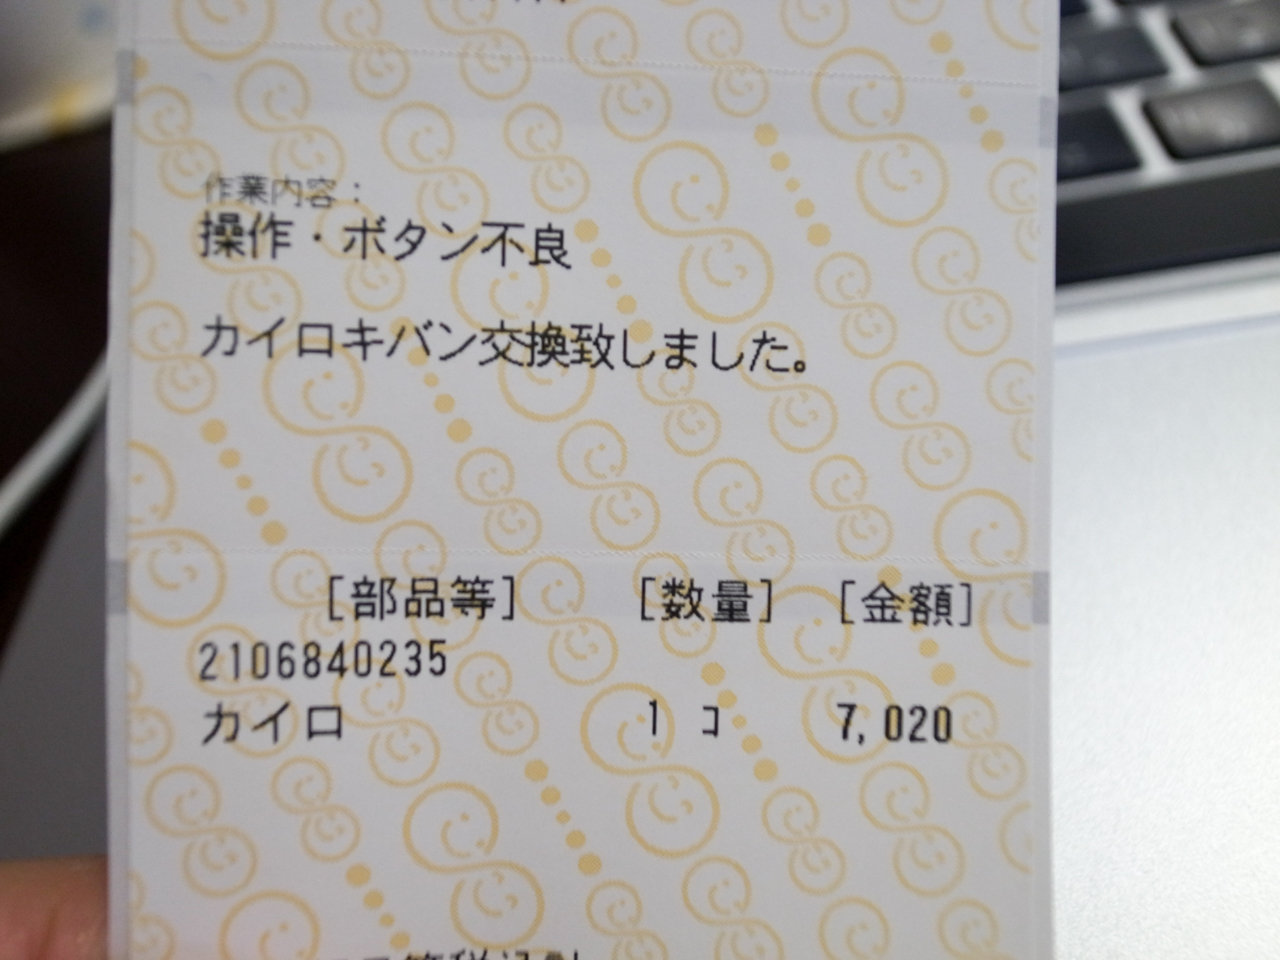 作業内容：
操作・ボタン不良
カイロキバン交換致しました。
[部品等] [数量] [金額]
2106840235
カイロ 1 コ 7,020